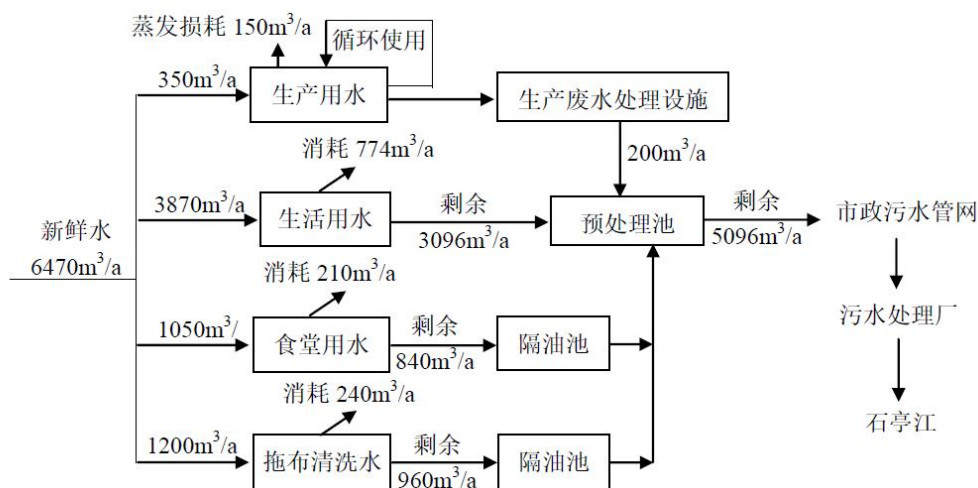 蒸发损耗 150m³/a
循环使用
350m³/a
生产用水
生产废水处理设施
消耗 774m³/a
200m³/a
3870m³/a
生活用水
剩余
3096m³/a
预处理池
剩余
5096m³/a
市政污水管网
新鲜水
6470m³/a
消耗 210m³/a
1050m³/
食堂用水
剩余
840m³/a
隔油池
污水处理厂
消耗 240m³/a
1200m³/a
拖布清洗水
剩余
960m³/a
隔油池
石亭江